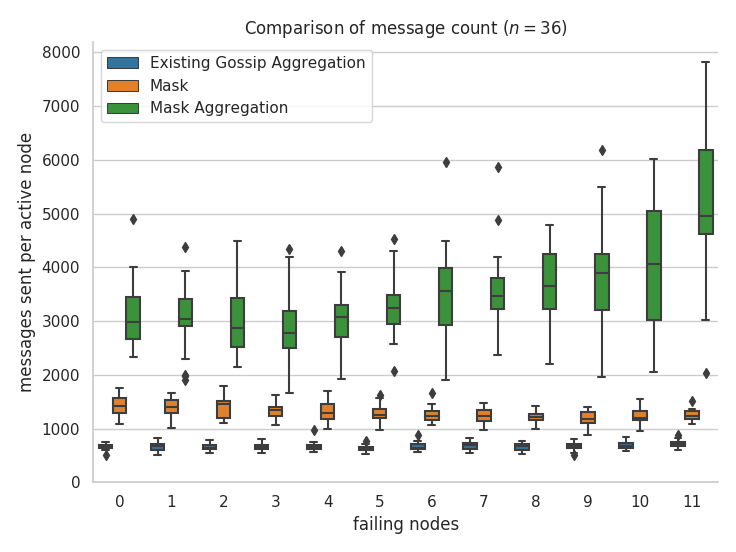 Comparison of message count (n = 36)
Existing Gossip Aggregation
Mask
Mask Aggregation
messages sent per active node
8000
7000
6000
5000
4000
3000
2000
1000
0
0 1 2 3 4 5 6 7 8 9 10 11
failing nodes